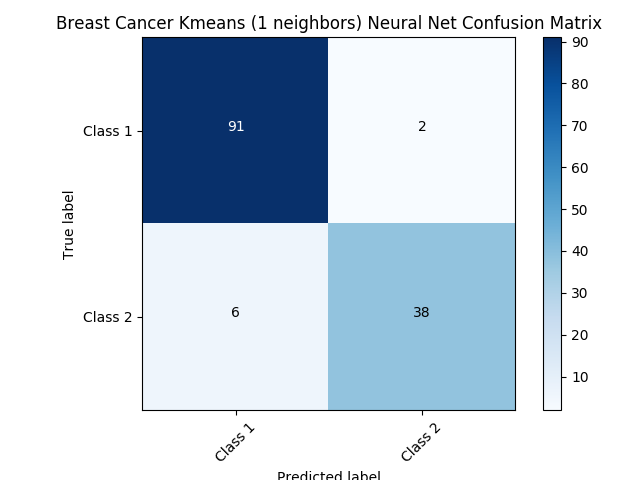 Breast Cancer Kmeans (1 neighbors) Neural Net Confusion Matrix
90
80
70
60
50
40
30
20
10
True label
Class 1
91
2
Class 2
6
38
Class 1
Class 2
Predicted label